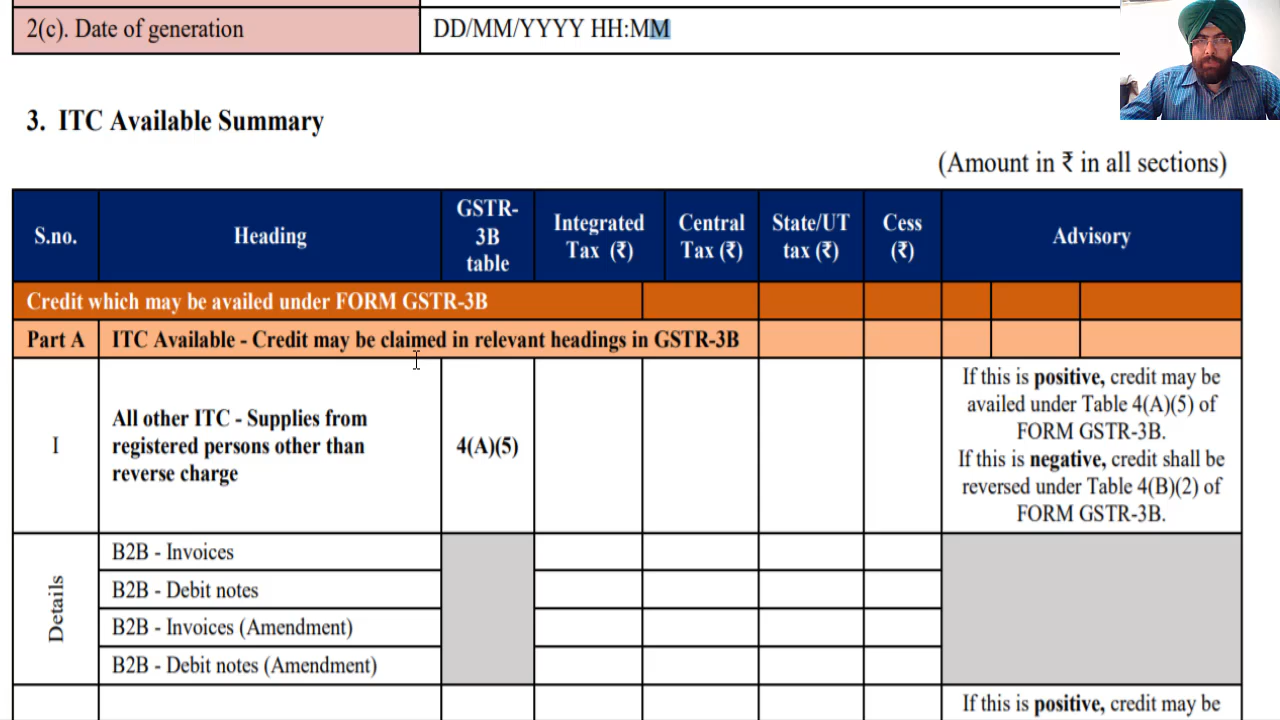 2(c). Date of generation DD/MM/YYYY HH:MM
3. ITC Available Summary
(Amount in ₹ in all sections)
S.no.
Heading
GSTR-
3B
table
Integrated
Tax (₹)
Central
Tax (₹)
State/UT
tax (₹)
Cess
(₹)
Advisory
Credit which may be availed under FORM GSTR-3B
Part A ITC Available - Credit may be claimed in relevant headings in GSTR-3B
I
All other ITC - Supplies from
registered persons other than
reverse charge
4(A)(5)
If this is positive, credit may be
availed under Table 4(A)(5) of
FORM GSTR-3B.
If this is negative, credit shall be
reversed under Table 4(B)(2) of
FORM GSTR-3B.
Details
B2B - Invoices
B2B - Debit notes
B2B - Invoices (Amendment)
B2B - Debit notes (Amendment)
If this is positive, credit may be